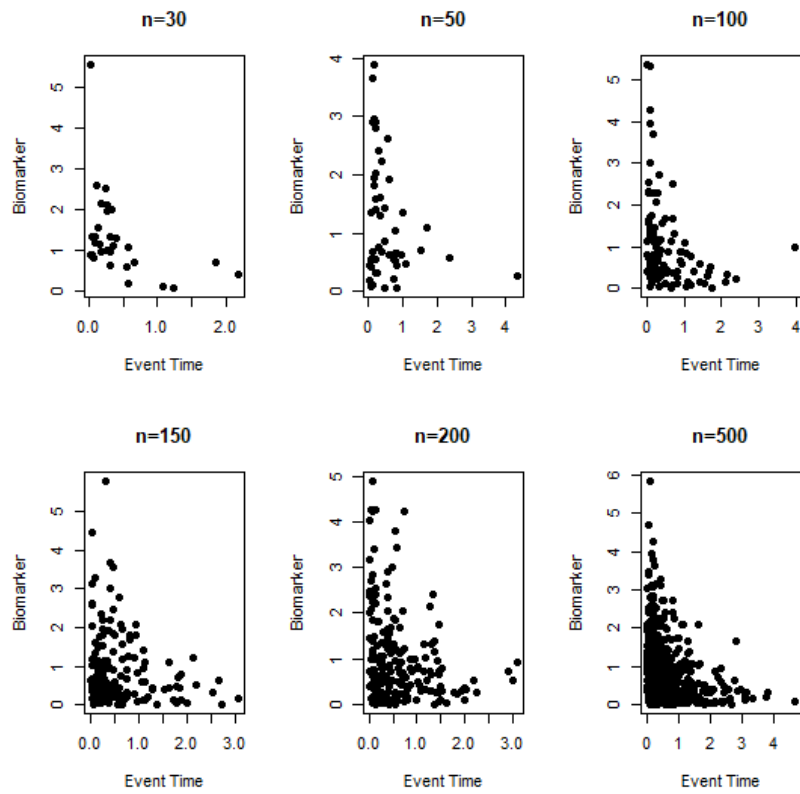 n=30
Biomarker
0 1 2 3 4 5
0.0 1.0 2.0
Event Time
n=50
Biomarker
0 1 2 3 4
0 1 2 3 4
Event Time
n=100
Biomarker
0 1 2 3 4 5
0 1 2 3 4
Event Time
n=150
Biomarker
0 1 2 3 4 5
0.0 1.0 2.0 3.0
Event Time
n=200
Biomarker
0 1 2 3 4 5
0.0 1.0 2.0 3.0
Event Time
n=500
Biomarker
0 1 2 3 4 5 6
0 1 2 3 4
Event Time